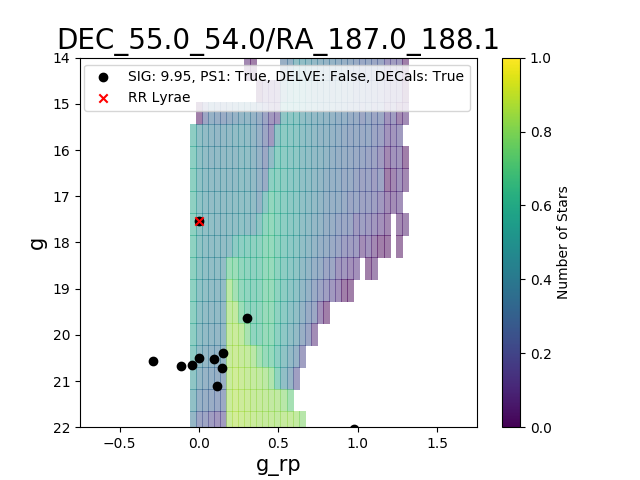 DEC_55.0_54.0/RA_187.0_188.1
SIG: 9.95, PS1: True, DELVE: False, DECals: True
RR Lyrae
14
15
16
17
18
19
20
21
22
g
−0.5 0.0 0.5 1.0 1.5
g_rp
1.0
0.8
0.6
0.4
0.2
0.0
Number of Stars